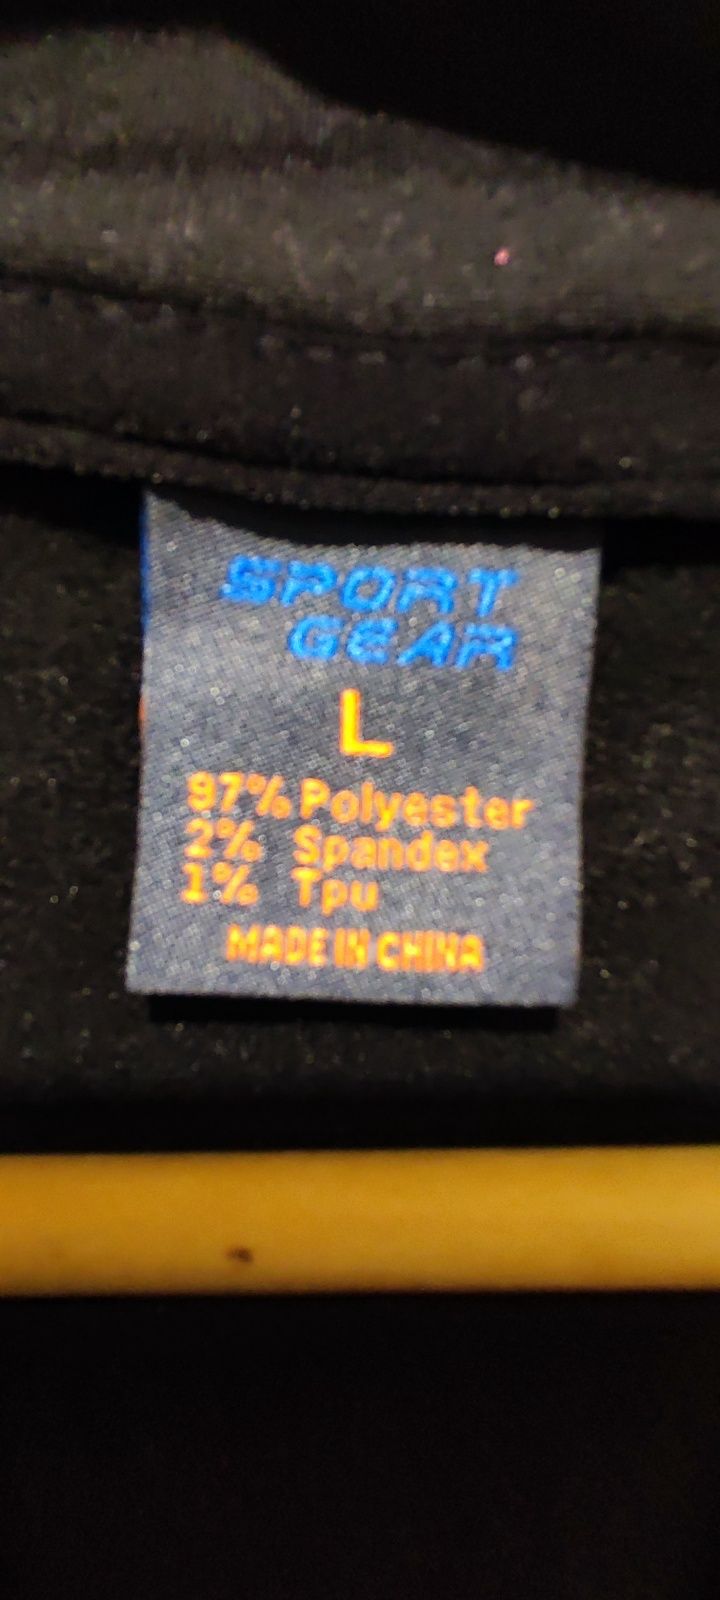 SPORT
GEAR
L
97% Polyester
2% Spandex
1% Tpu
MADE IN CHINA